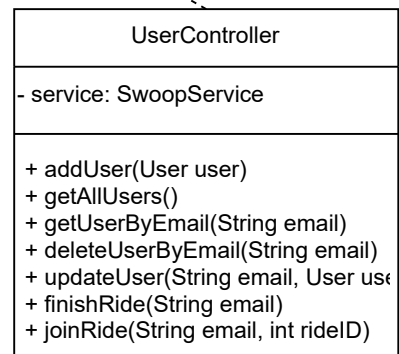 UserController
- service: SwoopService
+ addUser(User user)
+ getAllUsers()
+ getUserByEmail(String email)
+ deleteUserByEmail(String email)
+ updateUser(String email, User use
+ finishRide(String email)
+ joinRide(String email, int rideID)